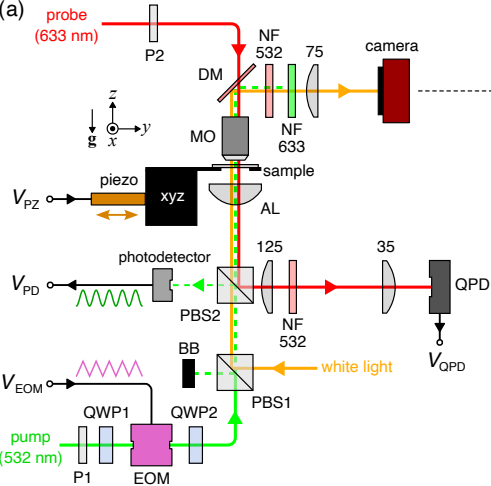 (a)
probe
(633 nm)
P2
DM
NF
532
75
camera
NF
633
MO
z
y
x
g
sample
piezo
xyz
V_PZ
AL
photodetector
V_PD
PBS2
125
NF
532
35
QPD
V_QPD
BB
white light
PBS1
V_EOM
QWP1
QWP2
pump
(532 nm)
P1
EOM